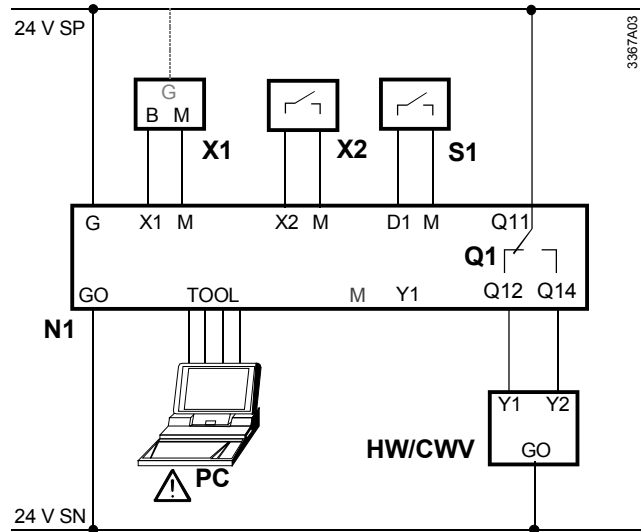 24 V SP
3367A03
G
B M
X1
X2
S1
G X1 M X2 M D1 M Q11
Q1
GO TOOL M Y1 Q12 Q14
N1
Y1 Y2
HW/CWV
GO
PC
24 V SN